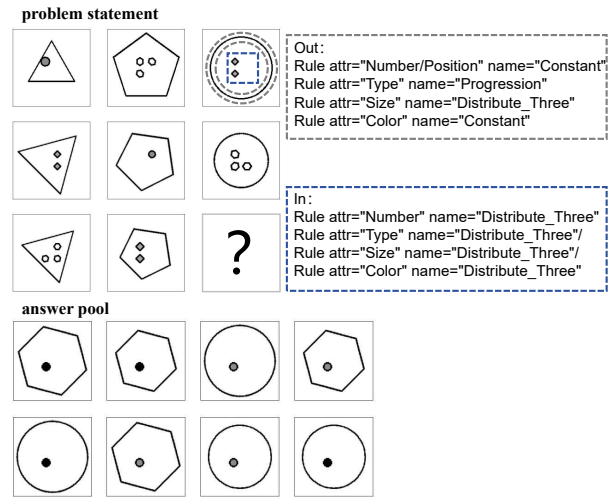 problem statement
Out:
Rule attr="Number/Position" name="Constant"
Rule attr="Type" name="Progression"
Rule attr="Size" name="Distribute_Three"
Rule attr="Color" name="Constant"
In:
Rule attr="Number" name="Distribute_Three"
Rule attr="Type" name="Distribute_Three"/
Rule attr="Size" name="Distribute_Three"/
Rule attr="Color" name="Distribute_Three"
?
answer pool